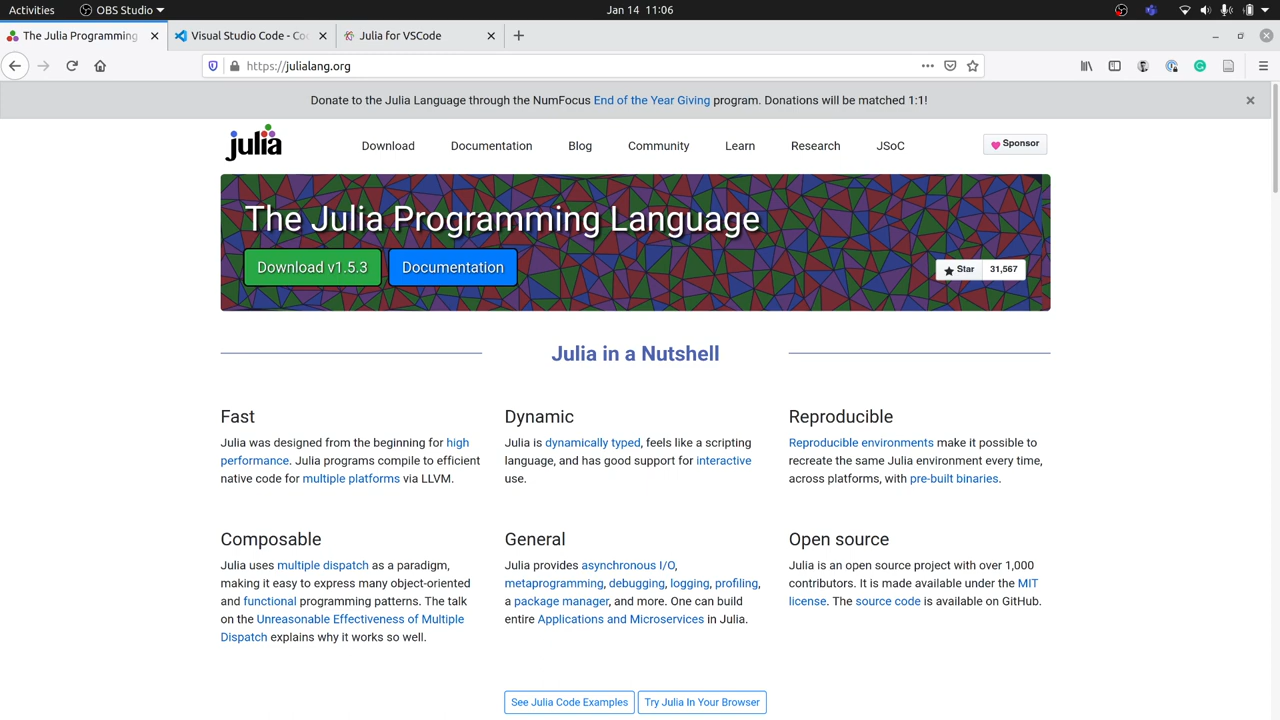 Activities OBS Studio Jan 14 11:06
The Julia Programming Visual Studio Code - Co Julia for VSCode
https://julialang.org
Donate to the Julia Language through the NumFocus End of the Year Giving program. Donations will be matched 1:1!
julia Download Documentation Blog Community Learn Research JSoC Sponsor
The Julia Programming Language
Download v1.5.3 Documentation
Star 31,567
Julia in a Nutshell
Fast
Julia was designed from the beginning for high
performance. Julia programs compile to efficient
native code for multiple platforms via LLVM.
Dynamic
Julia is dynamically typed, feels like a scripting
language, and has good support for interactive
use.
Reproducible
Reproducible environments make it possible to
recreate the same Julia environment every time,
across platforms, with pre-built binaries.
Composable
Julia uses multiple dispatch as a paradigm,
making it easy to express many object-oriented
and functional programming patterns. The talk
on the Unreasonable Effectiveness of Multiple
Dispatch explains why it works so well.
General
Julia provides asynchronous I/O,
metaprogramming, debugging, logging, profiling,
a package manager, and more. One can build
entire Applications and Microservices in Julia.
Open source
Julia is an open source project with over 1,000
contributors. It is made available under the MIT
license. The source code is available on GitHub.
See Julia Code Examples Try Julia In Your Browser